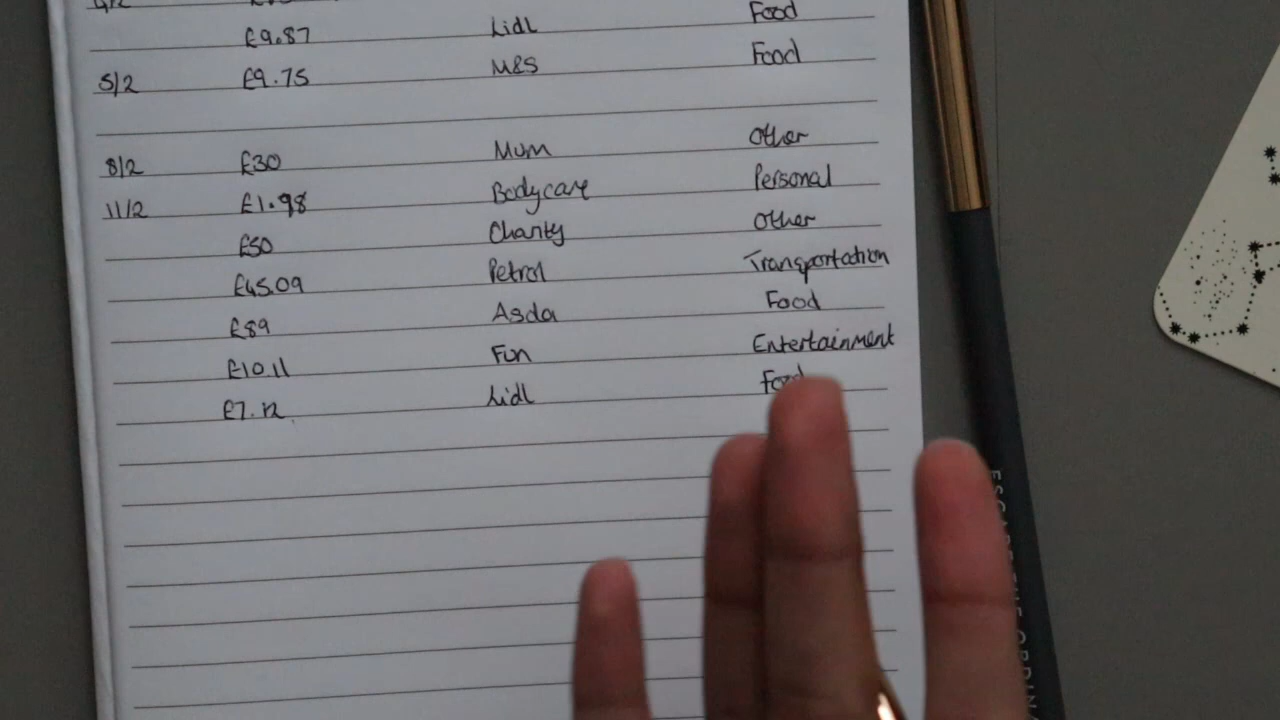 £9.87 Lidl Food
5/2 £9.75 M&S Food
8/2 £30 Mum Other
11/2 £1.98 Bodycare Personal
£50 Charity Other
£45.09 Petrol Transportation
£89 Asda Food
£10.11 Fun Entertainment
£7.12 Lidl Food